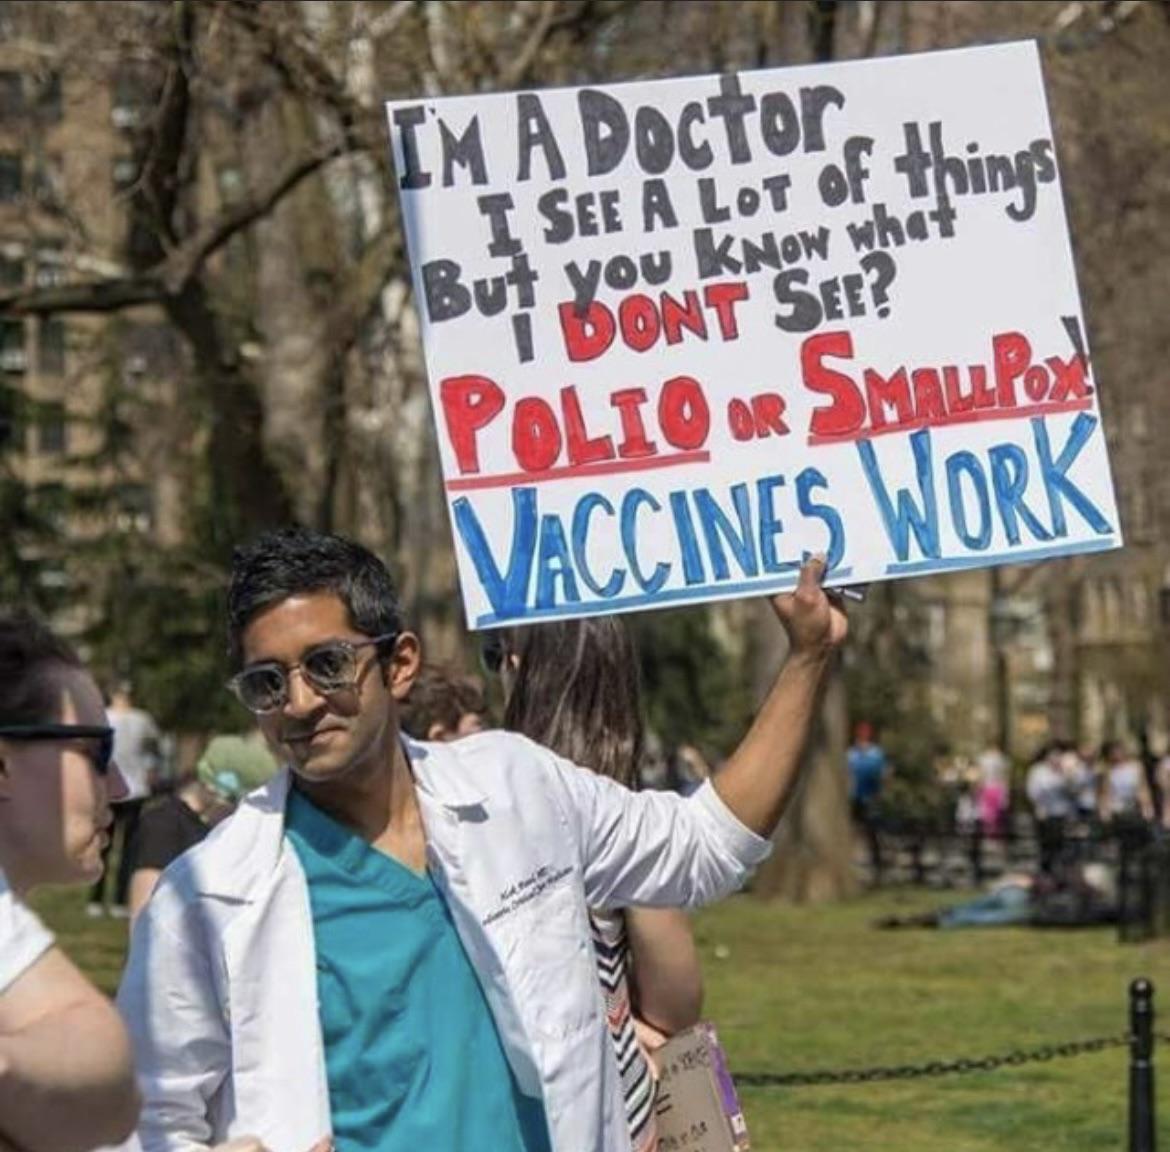 I'M A DOCTOR
I SEE A LOT OF things
But you KNOW what
I DONT SEE?
POLIO OR SMALLPOX!
VACCINES WORK